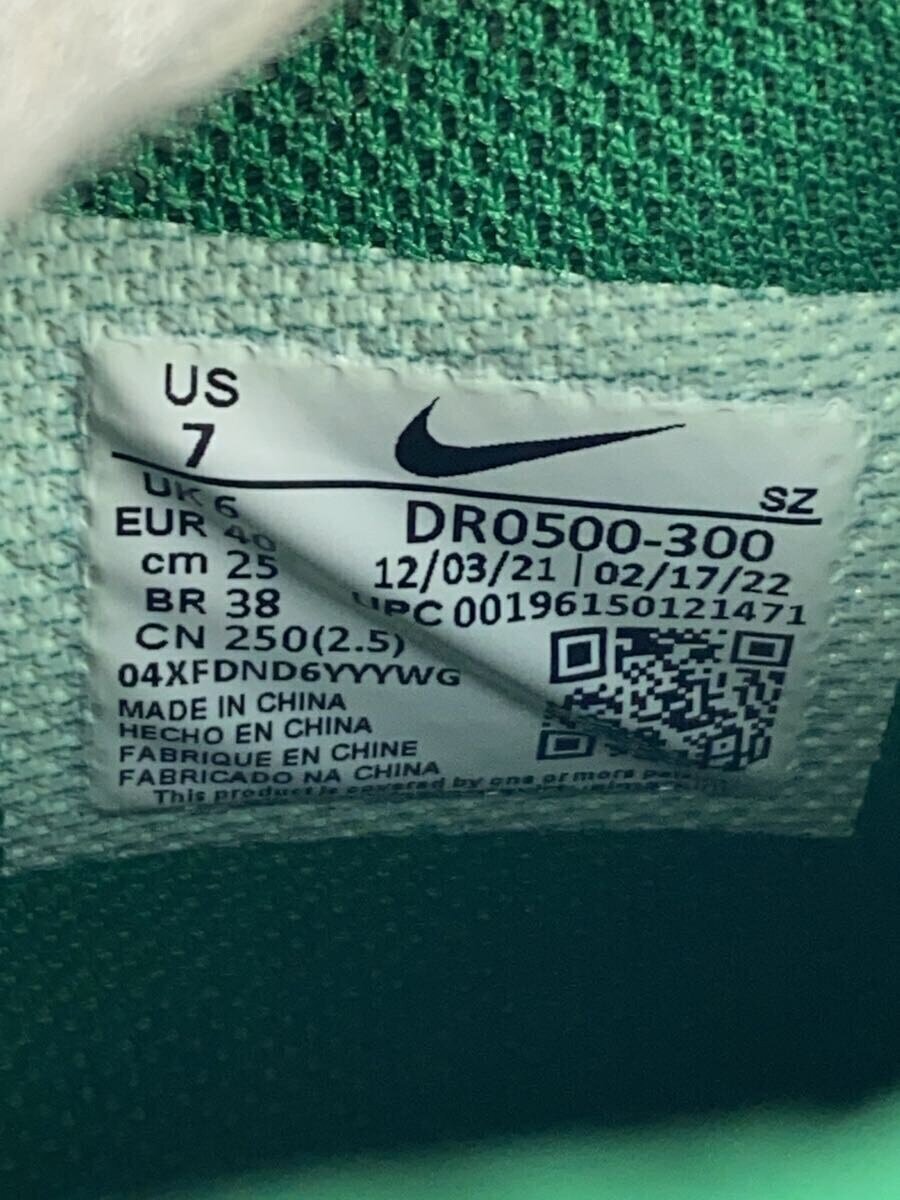 US
7
SZ
UK 6
EUR 40
DR0500-300
cm 25
12/03/21 | 02/17/22
BR 38
UPC 00196150121471
CN 250(2.5)
04XFDND6YYYWG
MADE IN CHINA
HECHO EN CHINA
FABRIQUE EN CHINE
FABRICADO NA CHINA
This product is covered by one or more